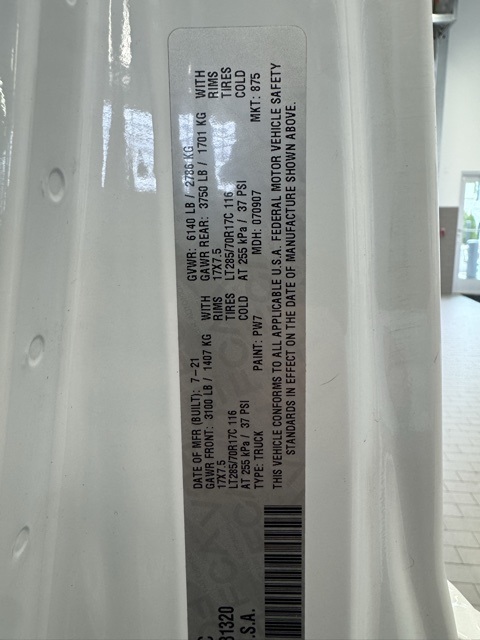 DATE OF MFR (BUILT): 7-21 GVWR: 6140 LB / 2786 KG
GAWR FRONT: 3100 LB / 1407 KG WITH GAWR REAR: 3750 LB / 1701 KG WITH
17X7.5 RIMS 17X7.5 RIMS
LT285/70R17C 116 TIRES LT285/70R17C 116 TIRES
AT 255 kPa / 37 PSI COLD AT 255 kPa / 37 PSI COLD
TYPE: TRUCK PAINT: PW7 MDH: 070907 MKT: 875
THIS VEHICLE CONFORMS TO ALL APPLICABLE U.S.A. FEDERAL MOTOR VEHICLE SAFETY
STANDARDS IN EFFECT ON THE DATE OF MANUFACTURE SHOWN ABOVE.
31320
.S.A.